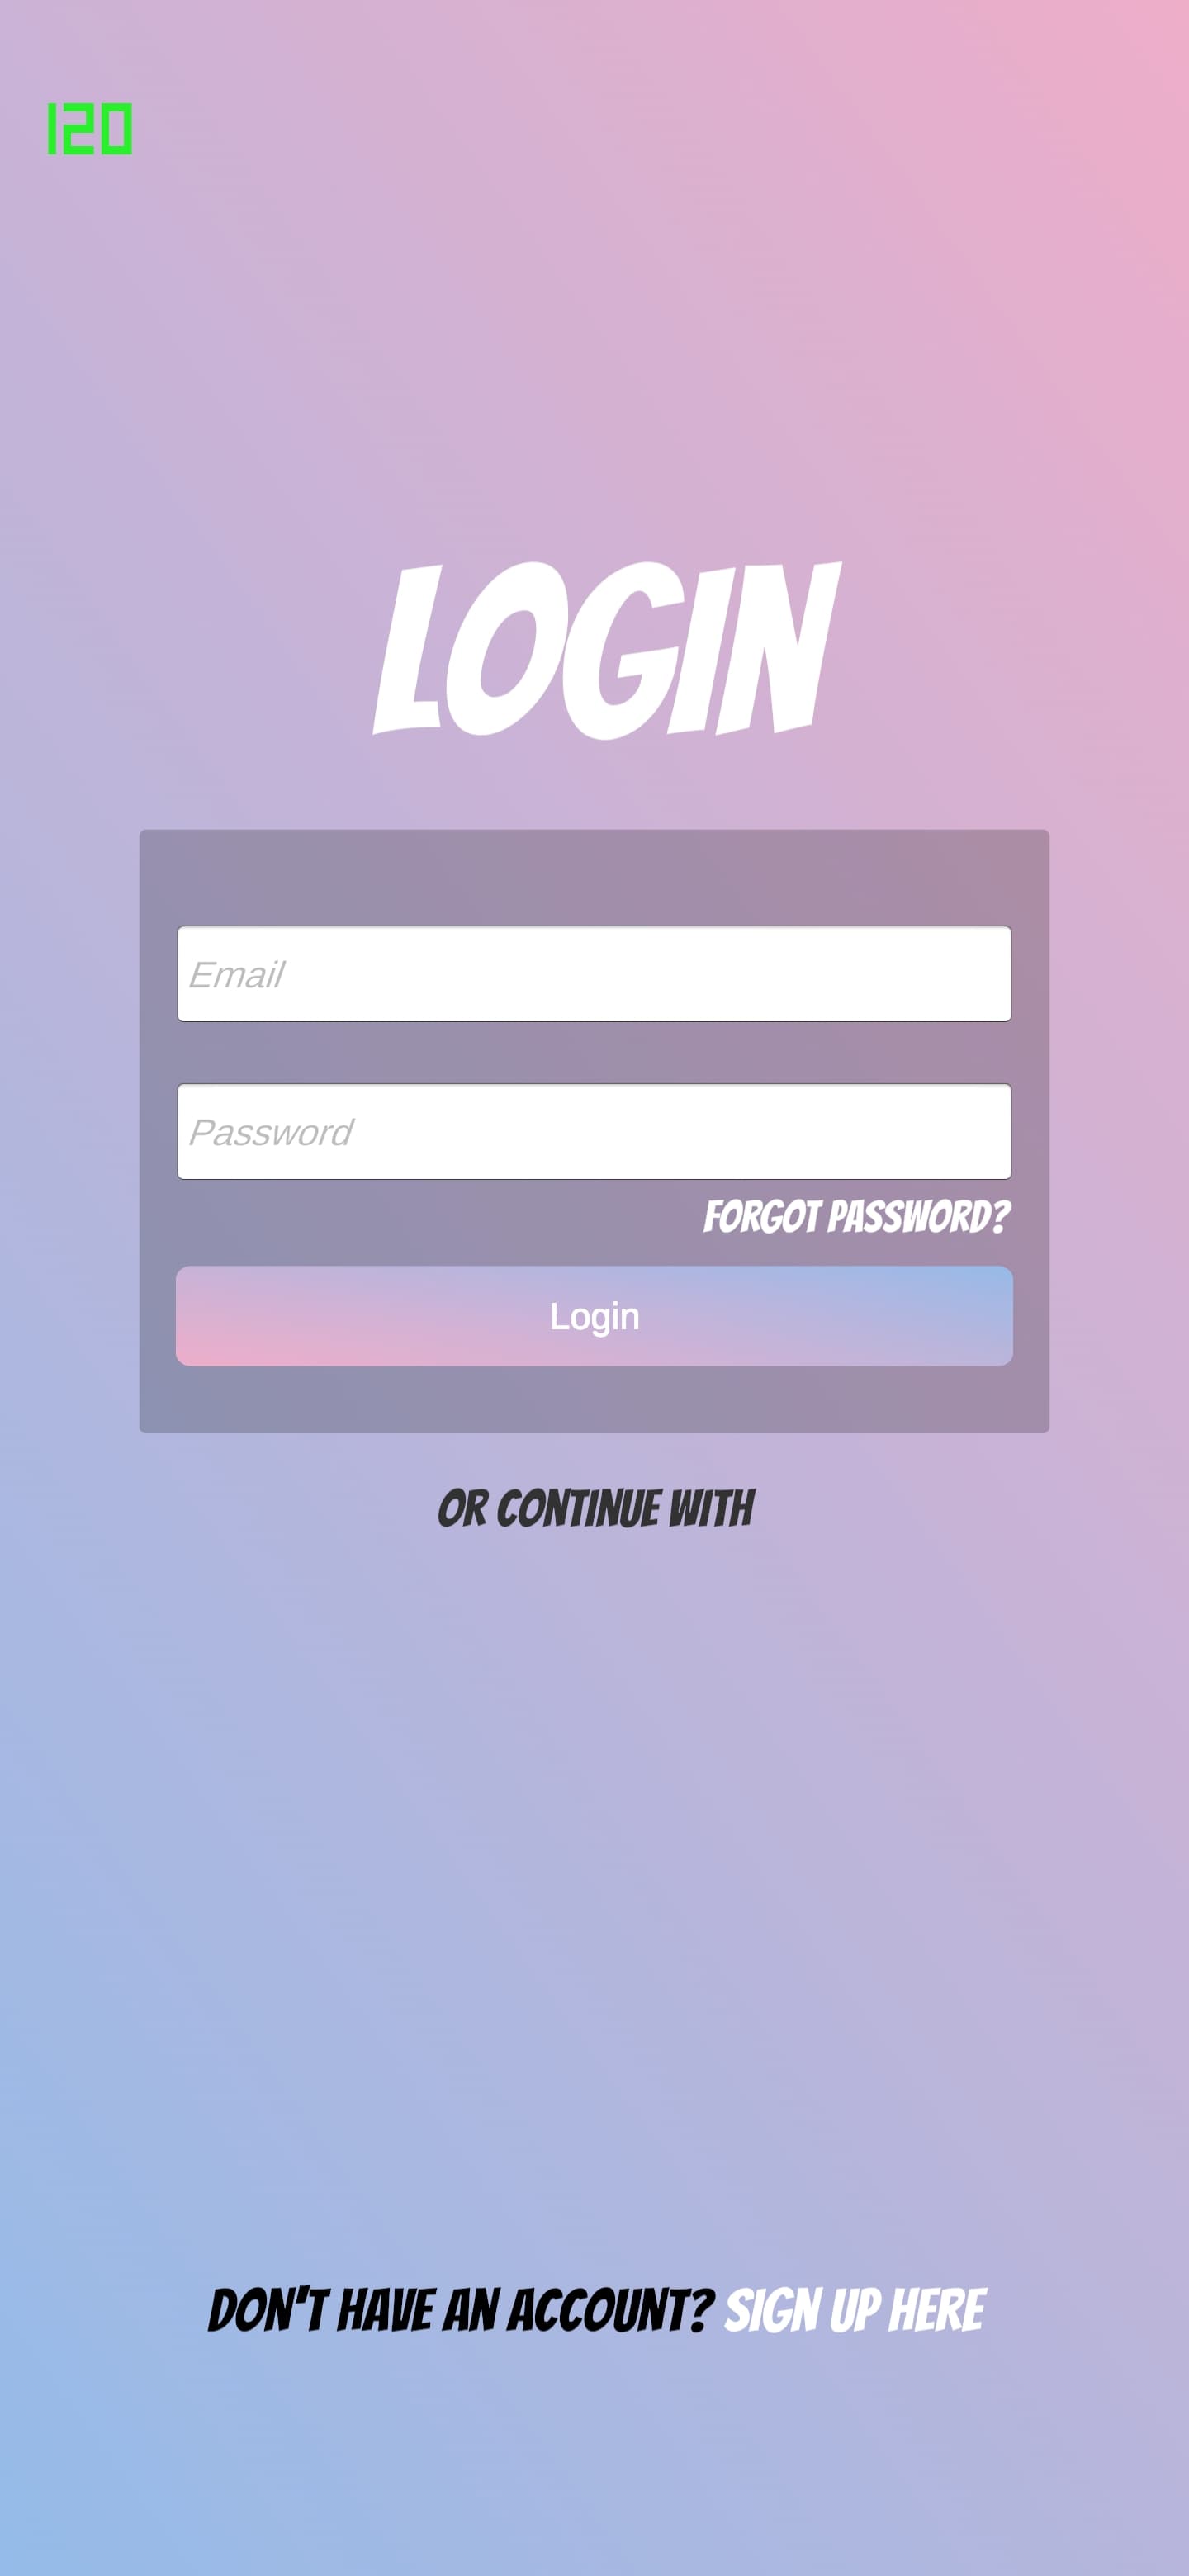 120
LOGIN
Email
Password
FORGOT PASSWORD?
Login
OR CONTINUE WITH
DON'T HAVE AN ACCOUNT? SIGN UP HERE